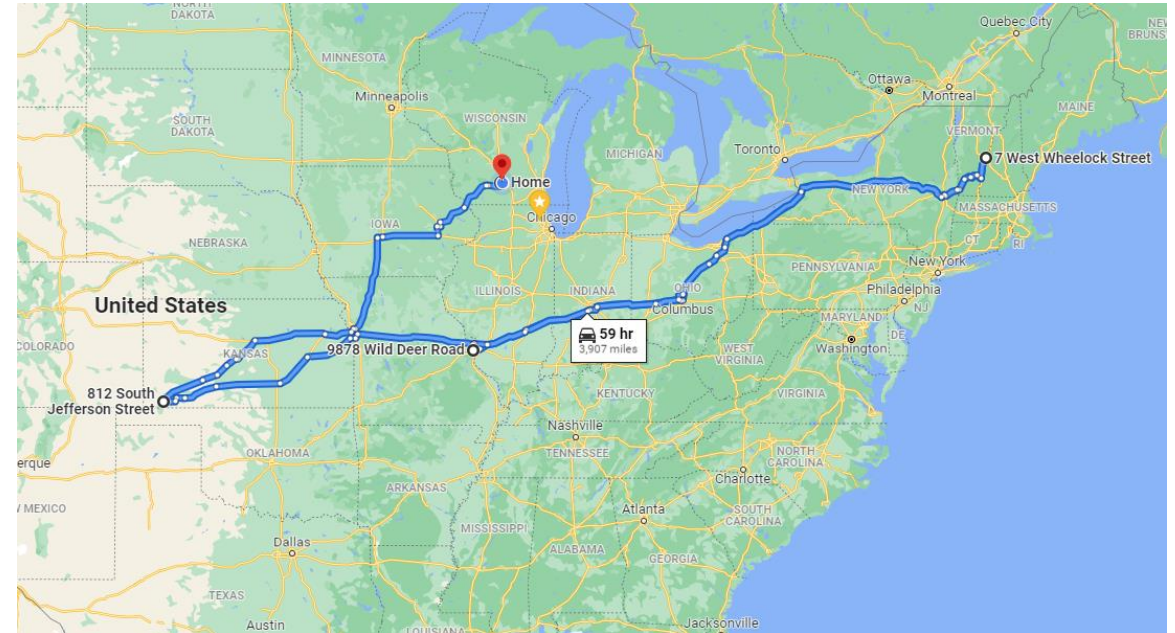 NORTH
DAKOTA
Quebec City
NEW
BRUNS
MINNESOTA
Ottawa
Montreal
Minneapolis
MAINE
WISCONSIN
SOUTH
DAKOTA
VERMONT
MICHIGAN
Toronto
7 West Wheelock Street
Home
NEW YORK
MASSACHUSETTS
Chicago
IOWA
CT
RI
NEBRASKA
New York
PENNSYLVANIA
ILLINOIS
INDIANA
OHIO
Philadelphia
United States
Columbus
NJ
MARYLAND
59 hr
3,907 miles
DE
Washington
COLORADO
KANSAS
9878 Wild Deer Road
WEST
VIRGINIA
812 South
Jefferson Street
KENTUCKY
VIRGINIA
Nashville
OKLAHOMA
TENNESSEE
NORTH
CAROLINA
erque
Charlotte
ARKANSAS
MEXICO
Atlanta
SOUTH
CAROLINA
MISSISSIPPI
Dallas
ALABAMA
GEORGIA
TEXAS
Austin
LOUISIANA
Jacksonville